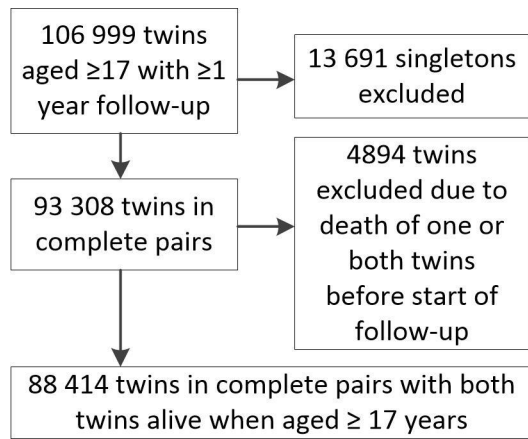 106 999 twins
aged ≥17 with ≥1
year follow-up
13 691 singletons
excluded
93 308 twins in
complete pairs
4894 twins
excluded due to
death of one or
both twins
before start of
follow-up
88 414 twins in complete pairs with both
twins alive when aged ≥ 17 years